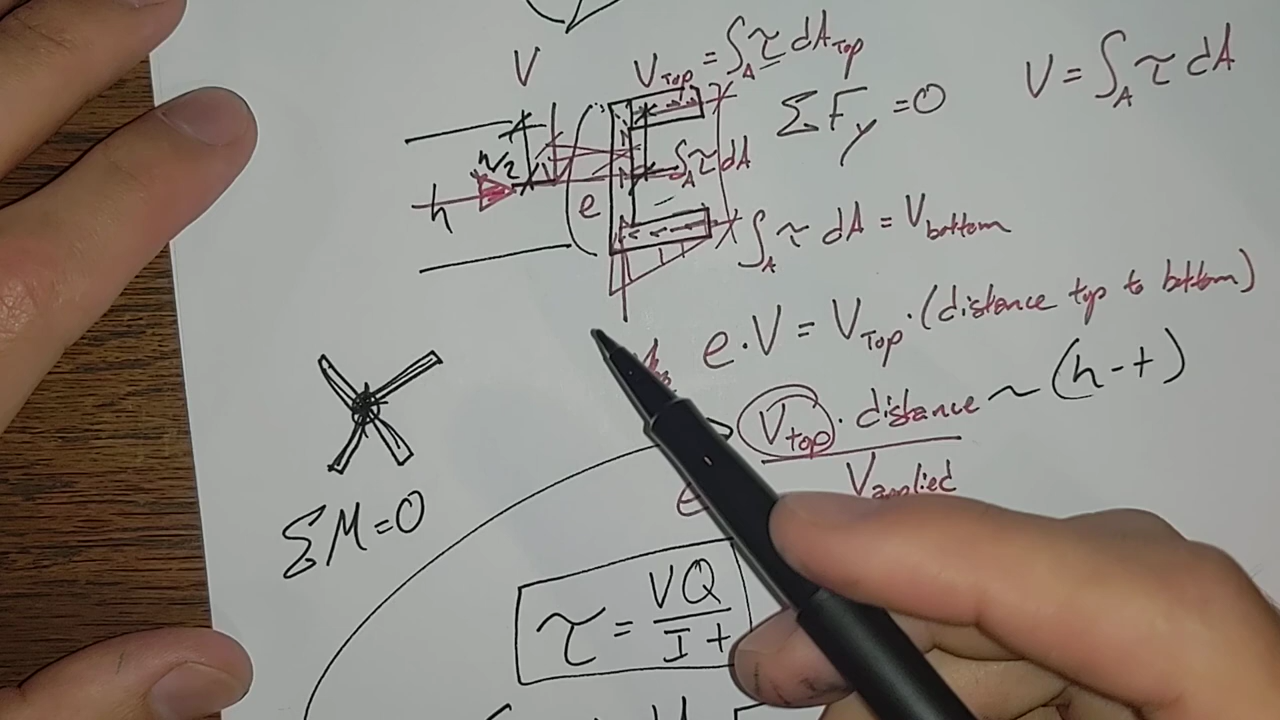 V
V_Top = ∫_A τ dA_Top
V = ∫_A τ dA
ΣF_y = 0
h/2
∫_A τ dA
e
h
∫_A τ dA = V_bottom
e·V = V_Top·(distance top to bottom)
V_top · distance ~ (h-t)
V_applied
e
ΣM=0
τ = VQ / It